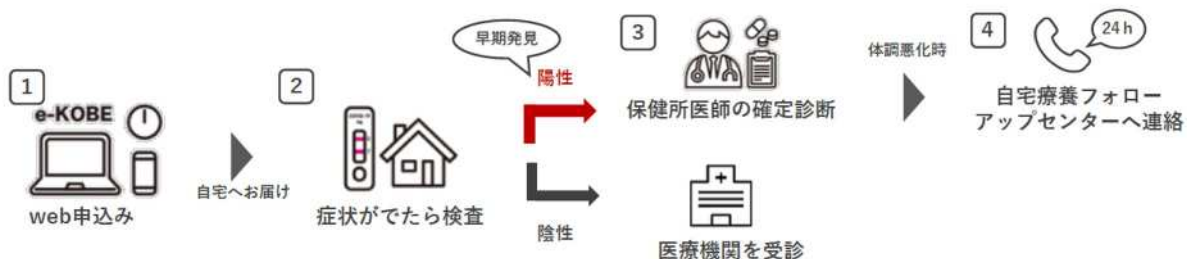 1
e-KOBE
web申込み
自宅へお届け
2
症状がでたら検査
早期発見
陽性
陰性
3
保健所医師の確定診断
医療機関を受診
体調悪化時
4
24h
自宅療養フォロー
アップセンターへ連絡